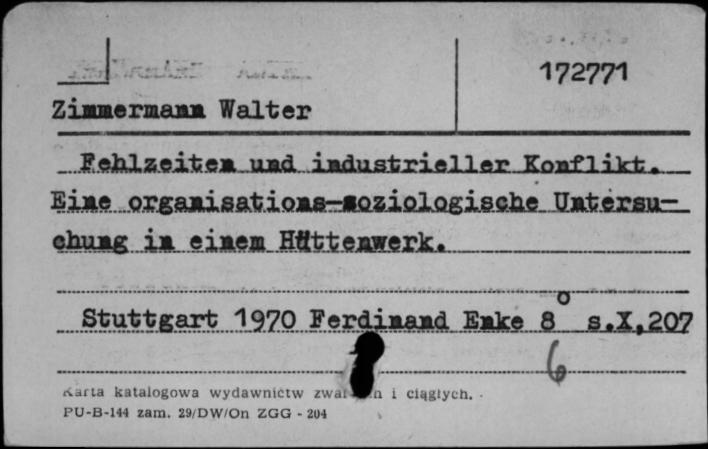 172771
Zimmermann Walter
Fehlzeiten und industrieller Konflikt.
Eine organisations-soziologische Untersu-
chung in einem Hüttenwerk.
Stuttgart 1970 Ferdinand Enke 8° s.X,207
6
Karta katalogowa wydawnictw i ciągłych.
PU-B-144 zam. 29/DW/On ZGG - 204